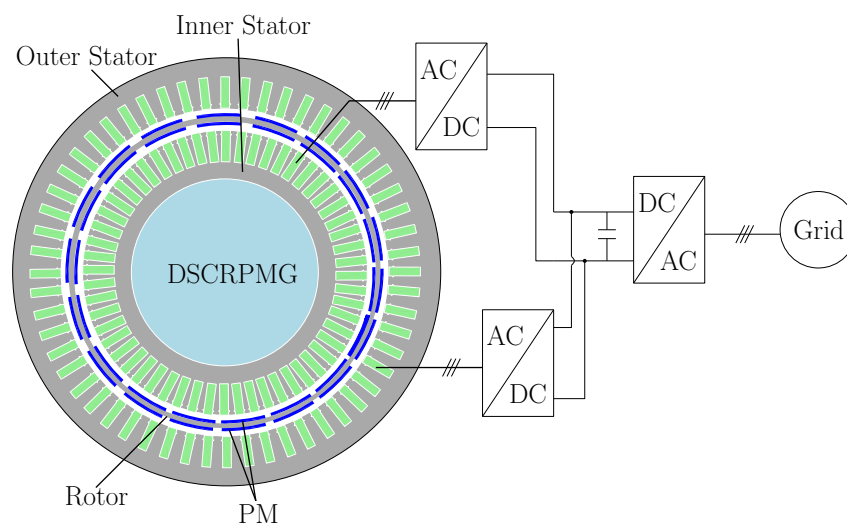 Inner Stator
Outer Stator
AC
DC
DC
AC
Grid
DSCRPMG
AC
DC
Rotor
PM